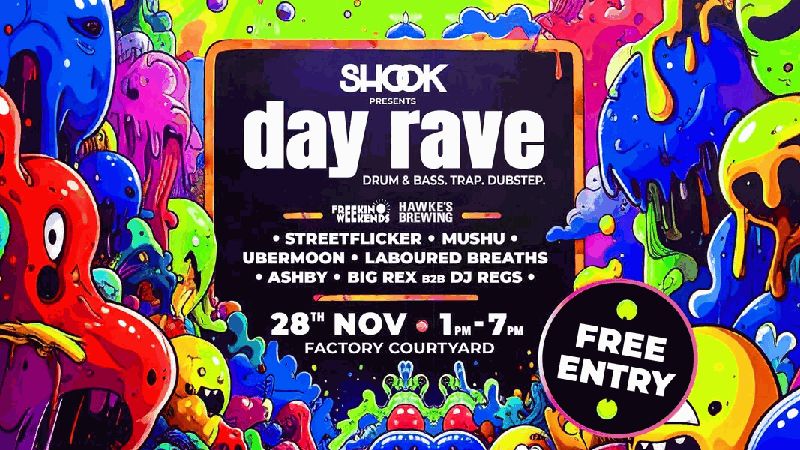 SHOOK
PRESENTS
day rave
DRUM & BASS. TRAP. DUBSTEP.
FREEKIN WEEKENDS HAWKE'S BREWING
• STREETFLICKER • MUSHU •
UBERMOON • LABOURED BREATHS
• ASHBY • BIG REX B2B DJ REGS •
28TH NOV • 1PM-7PM
FACTORY COURTYARD
FREE
ENTRY